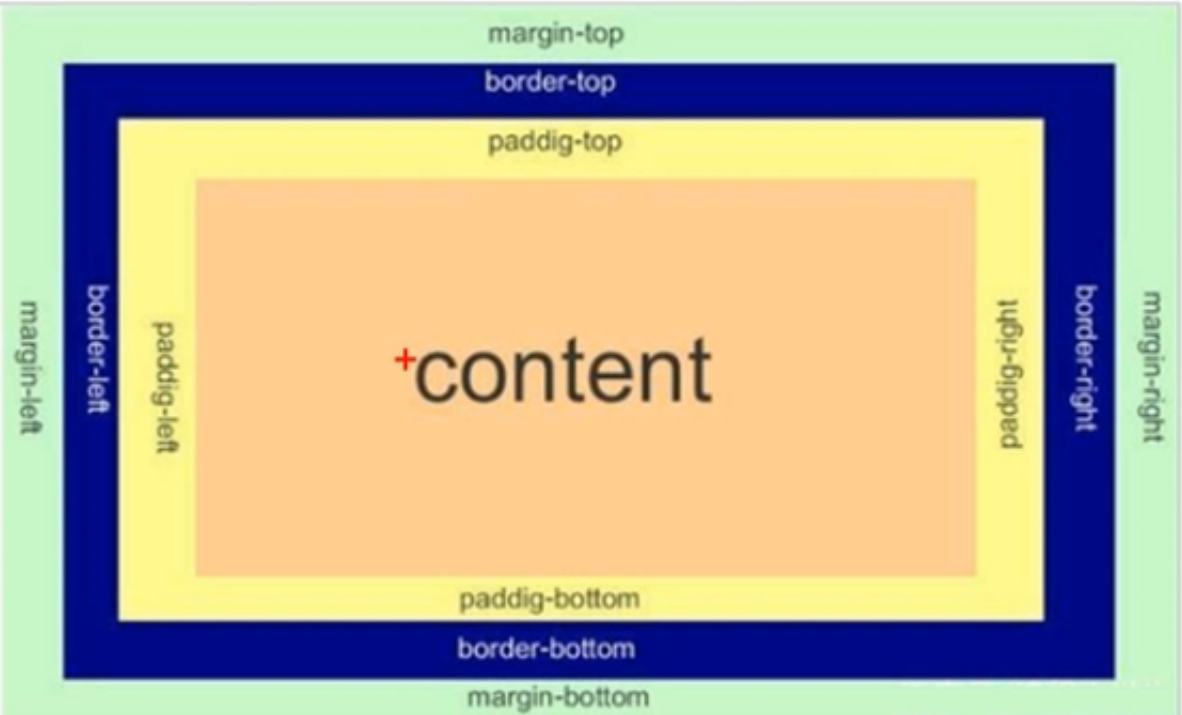 margin-top
border-top
paddig-top
margin-left
border-left
paddig-left
+content
paddig-right
border-right
margin-right
paddig-bottom
border-bottom
margin-bottom